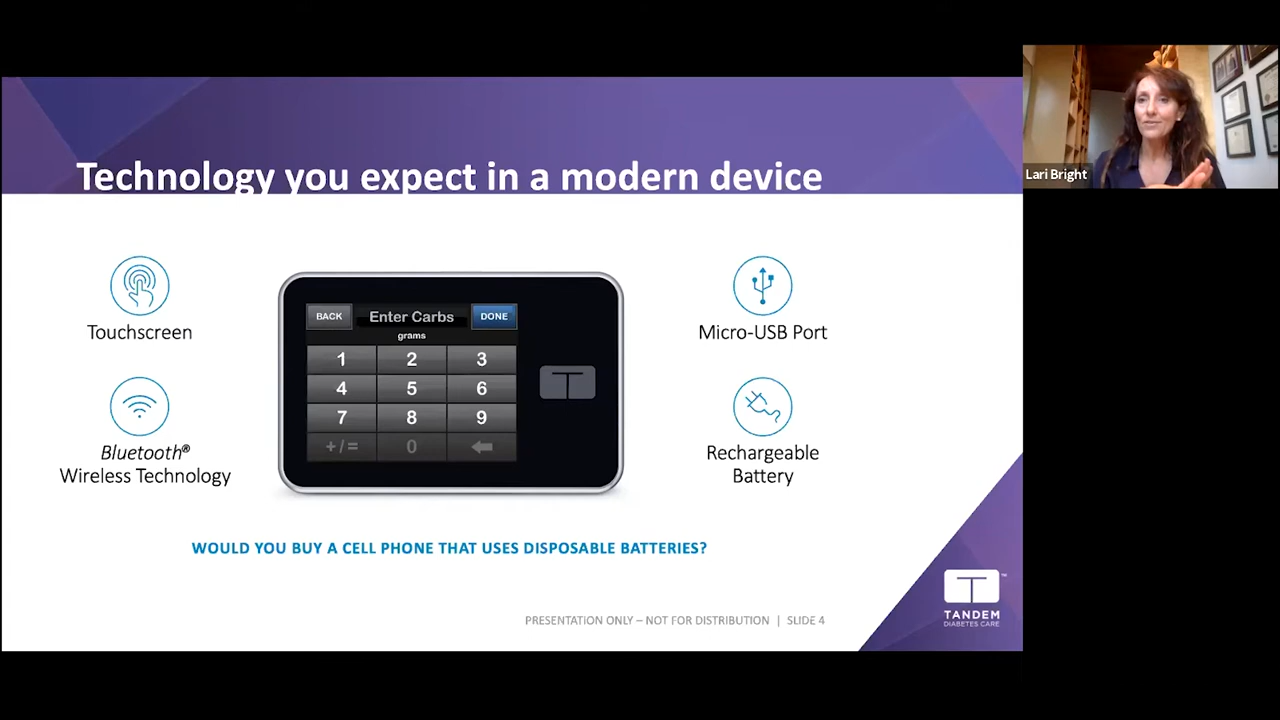 Technology you expect in a modern device
Lari Bright
Touchscreen
Bluetooth®
Wireless Technology
BACK
Enter Carbs
DONE
grams
1 2 3
4 5 6
7 8 9
+/= 0
Micro-USB Port
Rechargeable
Battery
WOULD YOU BUY A CELL PHONE THAT USES DISPOSABLE BATTERIES?
PRESENTATION ONLY – NOT FOR DISTRIBUTION | SLIDE 4
T™
TANDEM
DIABETES CARE